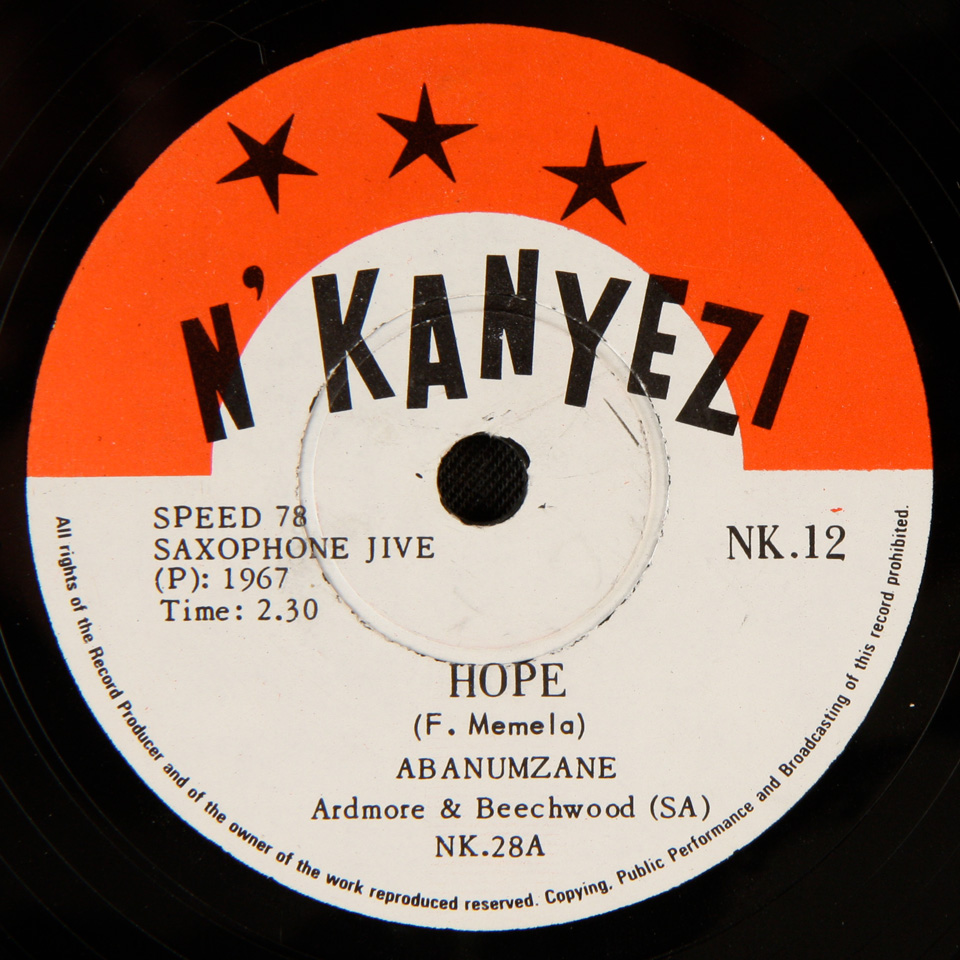 N' KANYEZI
SPEED 78
SAXOPHONE JIVE
(P): 1967
Time: 2.30
NK.12
HOPE
(F. Memela)
ABANUMZANE
Ardmore & Beechwood (SA)
NK.28A
All rights of the Record Producer and of the owner of the work reproduced reserved. Copying, Public Performance and Broadcasting of this record prohibited.